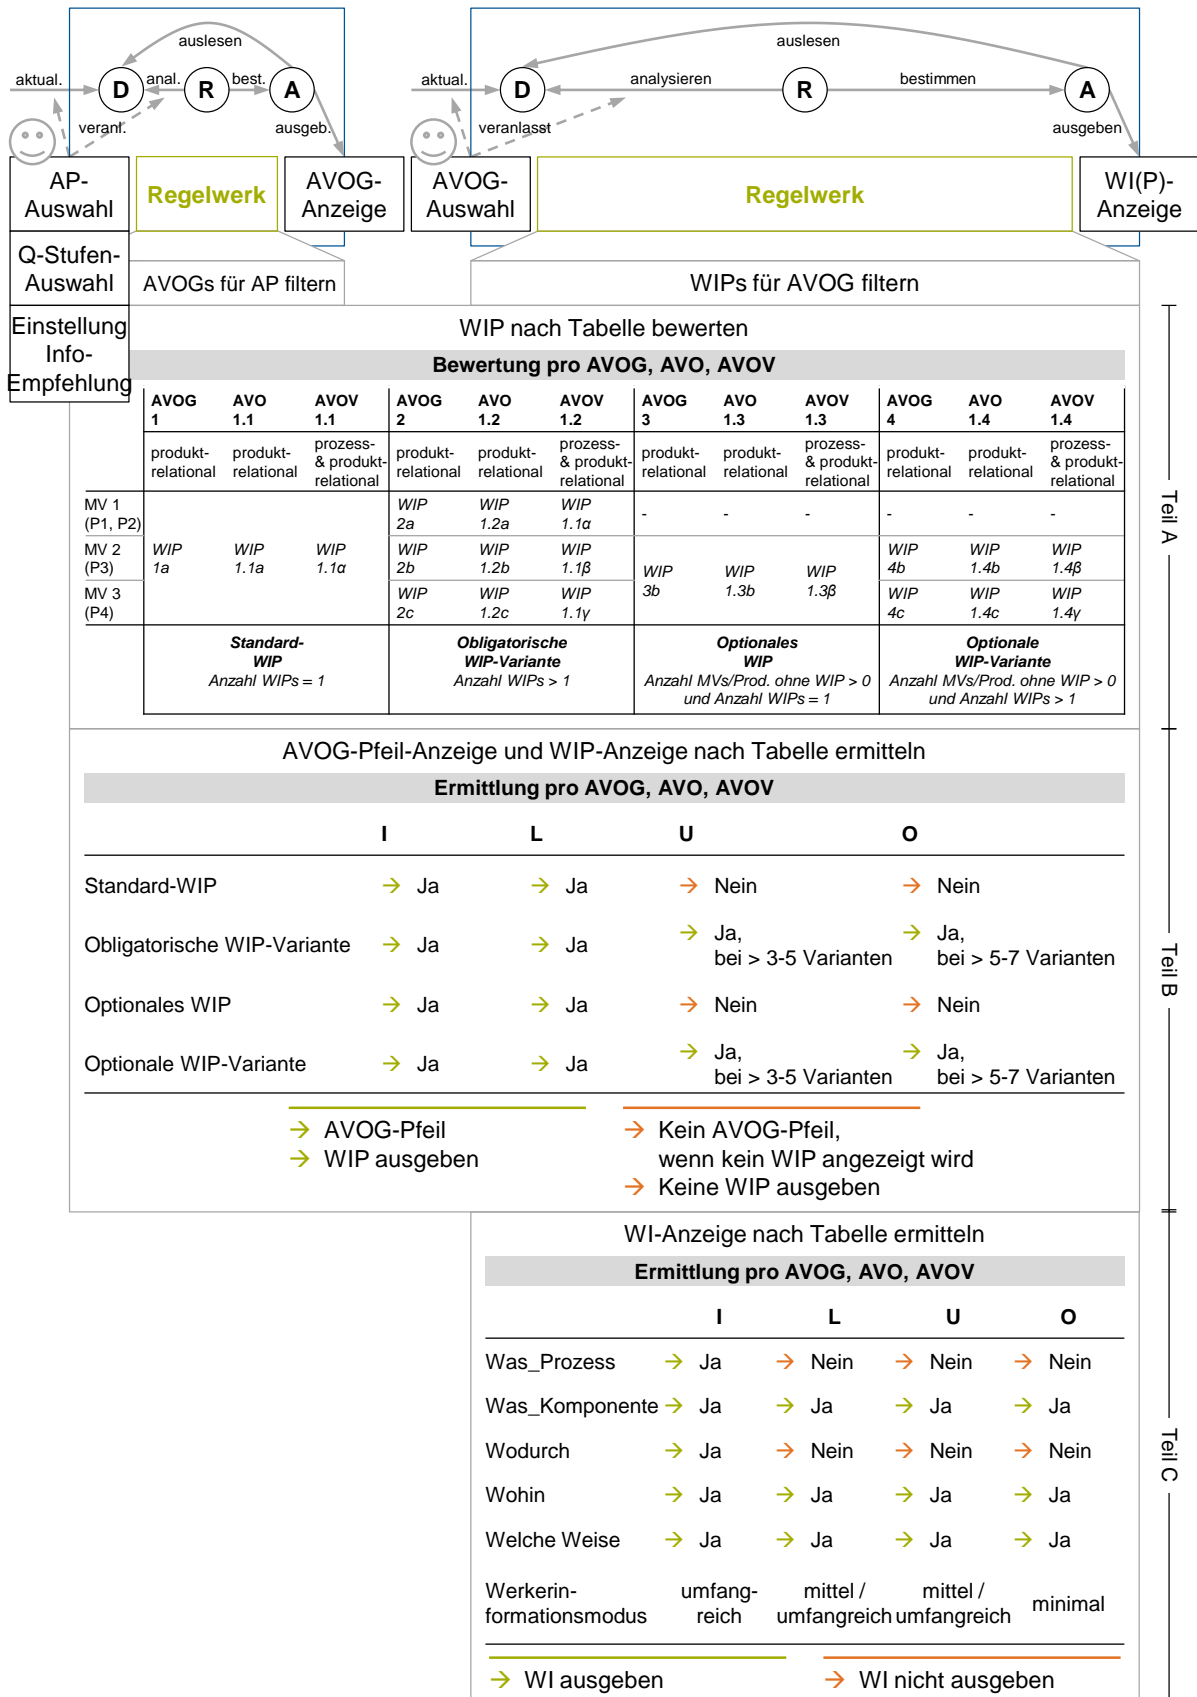 auslesen
aktual. D anal. R best. A
veranl. ausgeb.
auslesen
aktual. D analysieren R bestimmen A
veranlasst ausgeben
AP-
Auswahl
Regelwerk
AVOG-
Anzeige
AVOG-
Auswahl
Regelwerk
WI(P)-
Anzeige
Q-Stufen-
Auswahl
AVOGs für AP filtern
WIPs für AVOG filtern
Einstellung
Info-
Empfehlung
WIP nach Tabelle bewerten
Bewertung pro AVOG, AVO, AVOV
AVOG AVO AVOV AVOG AVO AVOV AVOG AVO AVOV AVOG AVO AVOV
1 1.1 1.1 2 1.2 1.2 3 1.3 1.3 4 1.4 1.4
produkt- produkt- prozess- produkt- produkt- prozess- produkt- produkt- prozess- produkt- produkt- prozess-
relational relational & produkt- relational relational & produkt- relational relational & produkt- relational relational & produkt-
relational relational relational relational
MV 1 WIP WIP WIP - - - - - -
(P1, P2) 2a 1.2a 1.1α
MV 2 WIP WIP WIP WIP WIP WIP WIP WIP WIP WIP WIP WIP
(P3) 1a 1.1a 1.1α 2b 1.2b 1.1β 3b 1.3b 1.3β 4b 1.4b 1.4β
MV 3 WIP WIP WIP WIP WIP WIP
(P4) 2c 1.2c 1.1γ 4c 1.4c 1.4γ
Standard- Obligatorische Optionales Optionale
WIP WIP-Variante WIP WIP-Variante
Anzahl WIPs = 1 Anzahl WIPs > 1 Anzahl MVs/Prod. ohne WIP > 0 Anzahl MVs/Prod. ohne WIP > 0
und Anzahl WIPs = 1 und Anzahl WIPs > 1
Teil A
AVOG-Pfeil-Anzeige und WIP-Anzeige nach Tabelle ermitteln
Ermittlung pro AVOG, AVO, AVOV
I L U O
Standard-WIP → Ja → Ja → Nein → Nein
Obligatorische WIP-Variante → Ja → Ja → Ja, → Ja,
bei > 3-5 Varianten bei > 5-7 Varianten
Optionales WIP → Ja → Ja → Nein → Nein
Optionale WIP-Variante → Ja → Ja → Ja, → Ja,
bei > 3-5 Varianten bei > 5-7 Varianten
→ AVOG-Pfeil → Kein AVOG-Pfeil,
→ WIP ausgeben wenn kein WIP angezeigt wird
→ Keine WIP ausgeben
Teil B
WI-Anzeige nach Tabelle ermitteln
Ermittlung pro AVOG, AVO, AVOV
I L U O
Was_Prozess → Ja → Nein → Nein → Nein
Was_Komponente → Ja → Ja → Ja → Ja
Wodurch → Ja → Nein → Nein → Nein
Wohin → Ja → Ja → Ja → Ja
Welche Weise → Ja → Ja → Ja → Ja
Werkerin- umfang- mittel / mittel / minimal
formationsmodus reich umfangreich umfangreich
→ WI ausgeben → WI nicht ausgeben
Teil C